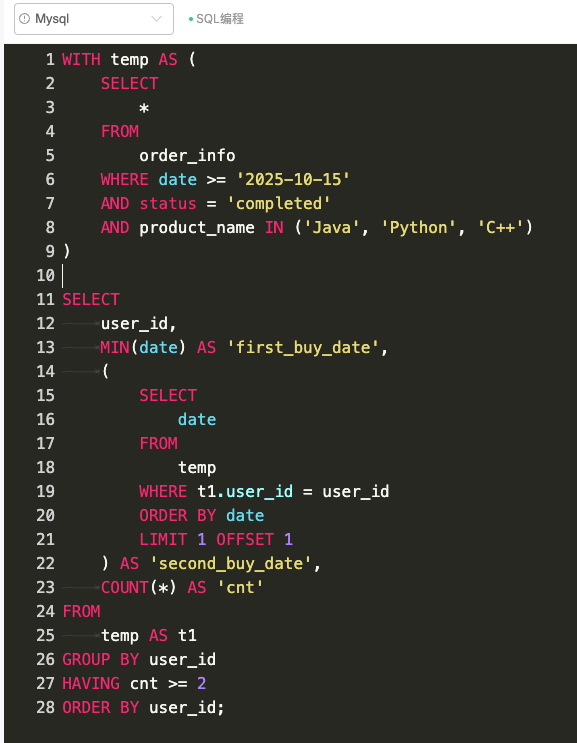 Mysql
SQL编程
1 WITH temp AS (
2     SELECT
3         *
4     FROM
5         order_info
6     WHERE date >= '2025-10-15'
7     AND status = 'completed'
8     AND product_name IN ('Java', 'Python', 'C++')
9 )
10
11 SELECT
12     user_id,
13     MIN(date) AS 'first_buy_date',
14     (
15         SELECT
16             date
17         FROM
18             temp
19         WHERE t1.user_id = user_id
20         ORDER BY date
21         LIMIT 1 OFFSET 1
22     ) AS 'second_buy_date',
23     COUNT(*) AS 'cnt'
24 FROM
25     temp AS t1
26 GROUP BY user_id
27 HAVING cnt >= 2
28 ORDER BY user_id;